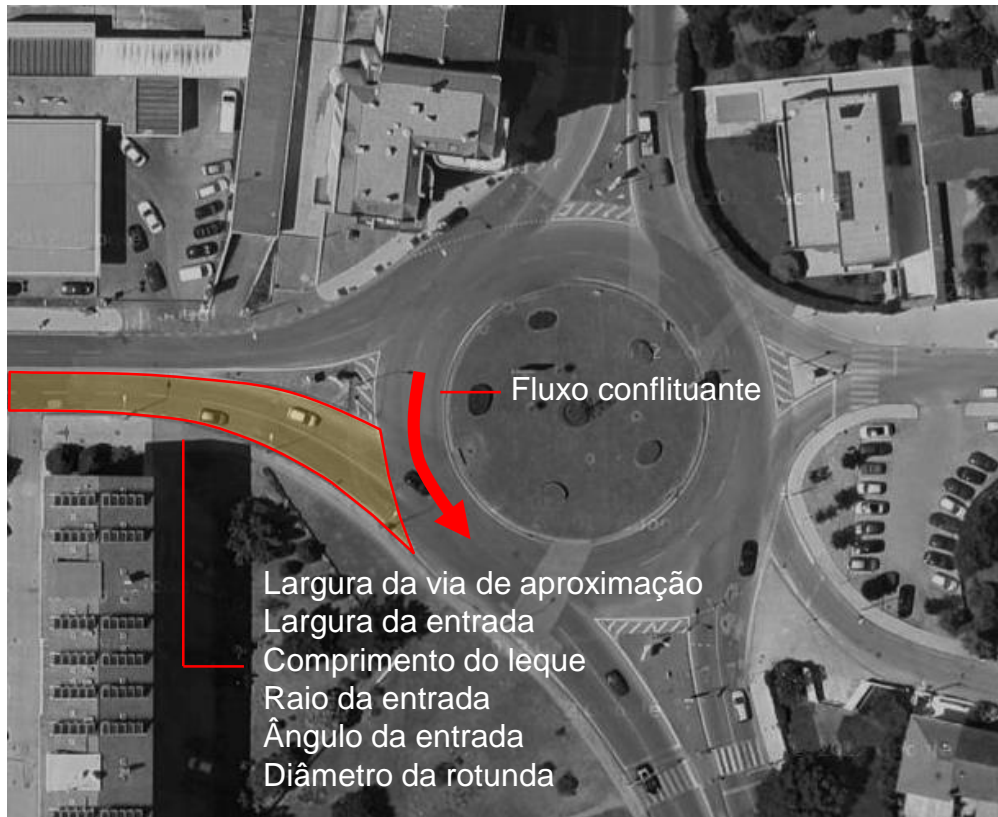 Fluxo conflituante
Largura da via de aproximação
Largura da entrada
Comprimento do leque
Raio da entrada
Ângulo da entrada
Diâmetro da rotunda